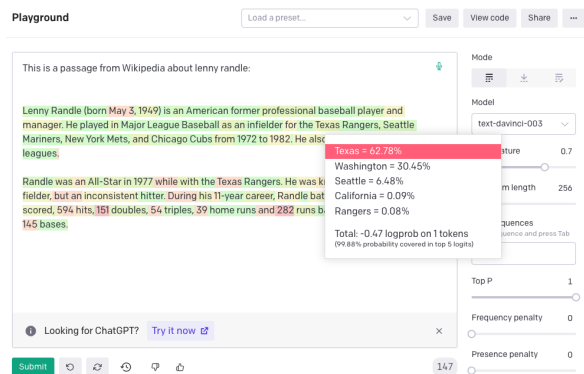 Playground
Load a preset...
Save
View code
Share
...
This is a passage from Wikipedia about lenny randle:
Lenny Randle (born May 3, 1949) is an American former professional baseball player and
manager. He played in Major League Baseball as an infielder for the Texas Rangers, Seattle
Mariners, New York Mets, and Chicago Cubs from 1972 to 1982. He also
leagues.
Randle was an All-Star in 1977 while with the Texas Rangers. He was k
fielder, but an inconsistent hitter. During his 11-year career, Randle bat
scored, 594 hits, 151 doubles, 54 triples, 39 home runs and 282 runs b
145 bases.
Texas = 62.78%
Washington = 30.45%
Seattle = 6.48%
California = 0.09%
Rangers = 0.08%
Total: -0.47 logprob on 1 tokens
(99.88% probability covered in top 5 logits)
Looking for ChatGPT?
Try it now
Submit
147
Mode
Model
text-davinci-003
ature
0.7
m length
256
quences
uence and press Tab
Top P
1
Frequency penalty
0
Presence penalty
0